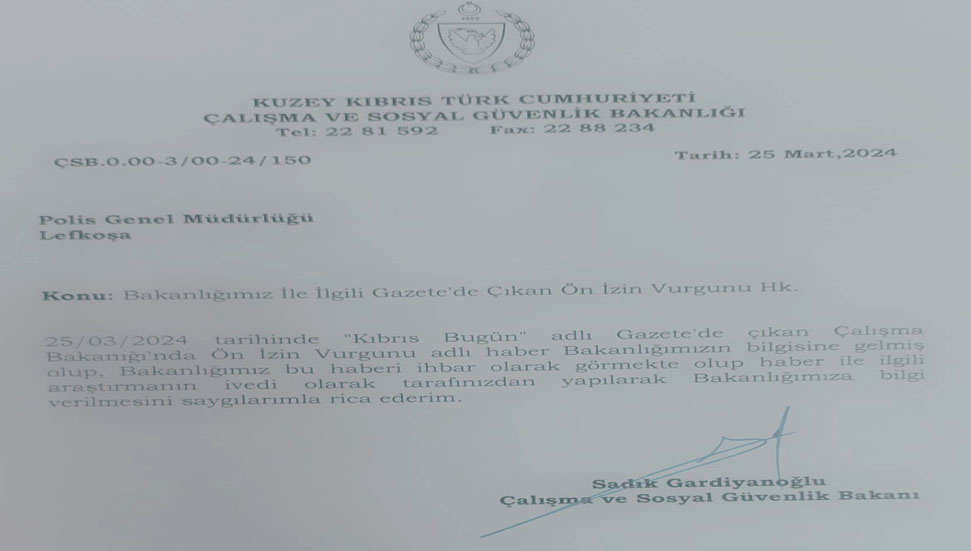 KUZEY KIBRIS TÜRK CUMHURİYETİ
ÇALIŞMA VE SOSYAL GÜVENLİK BAKANLIĞI
Tel: 22 81 592 Fax: 22 88 234
ÇSB.0.00-3/00-24/150 Tarih: 25 Mart,2024
Polis Genel Müdürlüğü
Lefkoşa
Konu: Bakanlığımız İle İlgili Gazete'de Çıkan Ön İzin Vurgunu Hk.
25/03/2024 tarihinde "Kıbrıs Bugün" adlı Gazete'de çıkan Çalışma
Bakanığı'nda Ön İzin Vurgunu adlı haber Bakanlığımızın bilgisine gelmiş
olup, Bakanlığımız bu haberi ihbar olarak görmekte olup haber ile ilgili
araştırmanın ivedi olarak tarafınızdan yapılarak Bakanlığımıza bilgi
verilmesini saygılarımla rica ederim.
Sadık Gardiyanoğlu
Çalışma ve Sosyal Güvenlik Bakanı